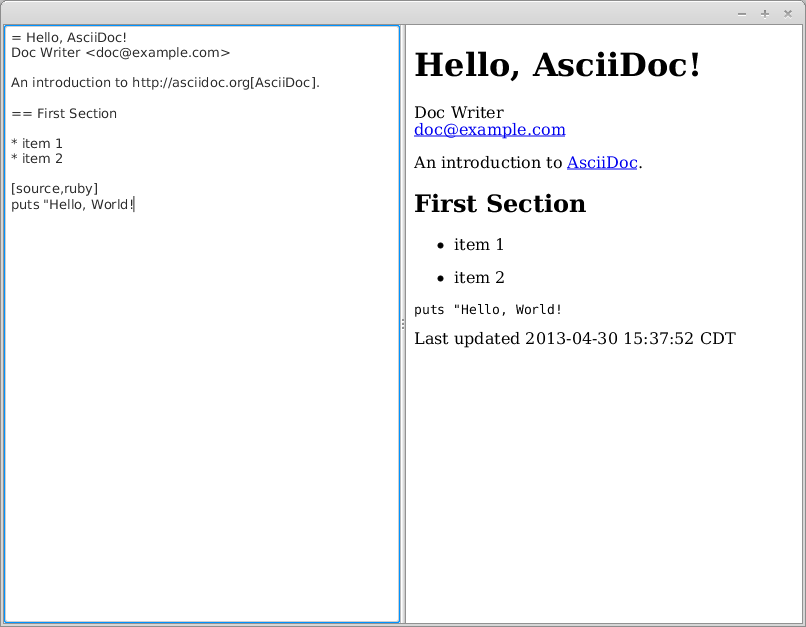 = Hello, AsciiDoc!
Doc Writer <doc@example.com>
An introduction to http://asciidoc.org[AsciiDoc].
== First Section
* item 1
* item 2
[source,ruby]
puts "Hello, World!
Hello, AsciiDoc!
Doc Writer
doc@example.com
An introduction to AsciiDoc.
First Section
• item 1
• item 2
puts "Hello, World!
Last updated 2013-04-30 15:37:52 CDT